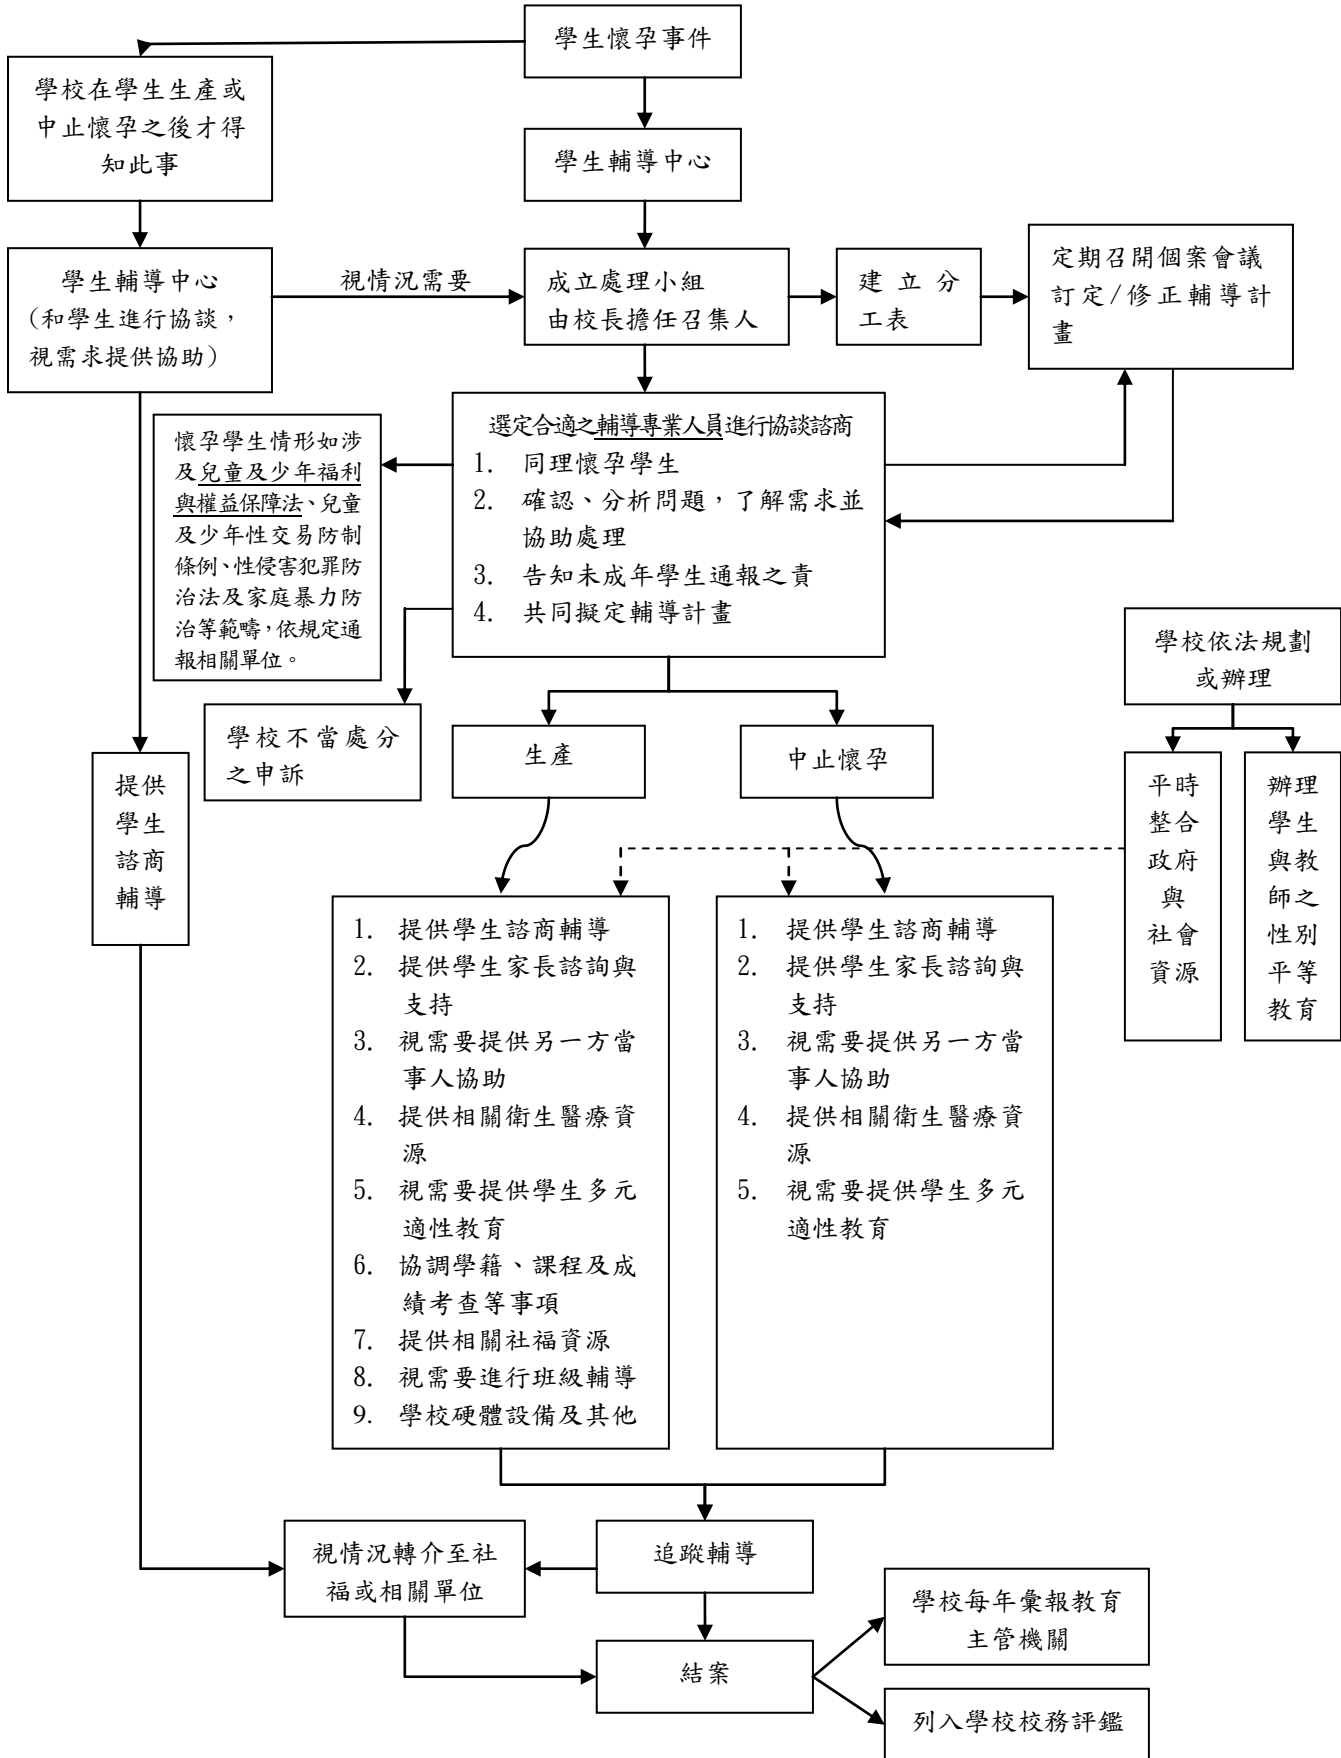 學生懷孕事件
學校在學生生產或
中止懷孕之後才得
知此事
學生輔導中心
學生輔導中心
(和學生進行協談，
視需求提供協助)
視情況需要
成立處理小組
由校長擔任召集人
建立分
工表
定期召開個案會議
訂定/修正輔導計
畫
懷孕學生情形如涉
及兒童及少年福利
與權益保障法、兒童
及少年性交易防制
條例、性侵害犯罪防
治法及家庭暴力防
治等範疇，依規定通
報相關單位。
選定合適之輔導專業人員進行協談諮商
1. 同理懷孕學生
2. 確認、分析問題，了解需求並
協助處理
3. 告知未成年學生通報之責
4. 共同擬定輔導計畫
學校依法規劃
或辦理
學校不當處分
之申訴
生產
中止懷孕
提供
學生
諮商
輔導
平時
整合
政府
與
社會
資源
辦理
學生
與教
師之
性別
平等
教育
1. 提供學生諮商輔導
2. 提供學生家長諮詢與
支持
3. 視需要提供另一方當
事人協助
4. 提供相關衛生醫療資
源
5. 視需要提供學生多元
適性教育
6. 協調學籍、課程及成
績考查等事項
7. 提供相關社福資源
8. 視需要進行班級輔導
9. 學校硬體設備及其他
1. 提供學生諮商輔導
2. 提供學生家長諮詢與
支持
3. 視需要提供另一方當
事人協助
4. 提供相關衛生醫療資
源
5. 視需要提供學生多元
適性教育
視情況轉介至社
福或相關單位
追蹤輔導
結案
學校每年彙報教育
主管機關
列入學校校務評鑑